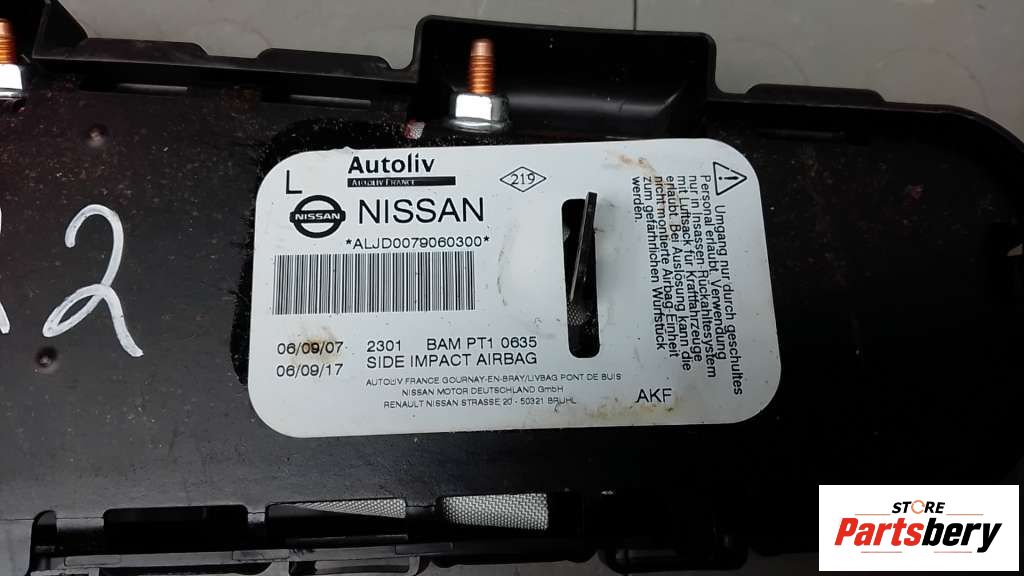 2
L
Autoliv
AUTOLIV FRANCE
219
NISSAN
NISSAN
*ALJD0079060300*
06/09/07 2301 BAM PT1 0635
06/09/17 SIDE IMPACT AIRBAG
AUTOLIV FRANCE GOURNAY-EN-BRAY/LIVBAG PONT DE BUIS
NISSAN MOTOR DEUTSCHLAND GmbH
RENAULT NISSAN STRASSE 20 - 50321 BRUHL
AKF
Umgang nur durch geschultes
Personal erlaubt. Verwendung
nur in Insassen-Rückhaltesystem
mit Luftsack für Kraftfahrzeuge
erlaubt. Bei Auslösung kann die
nicht montierte Airbag-Einheit
zum gefährlichen Wurfstück
werden.
STORE
Partsbery